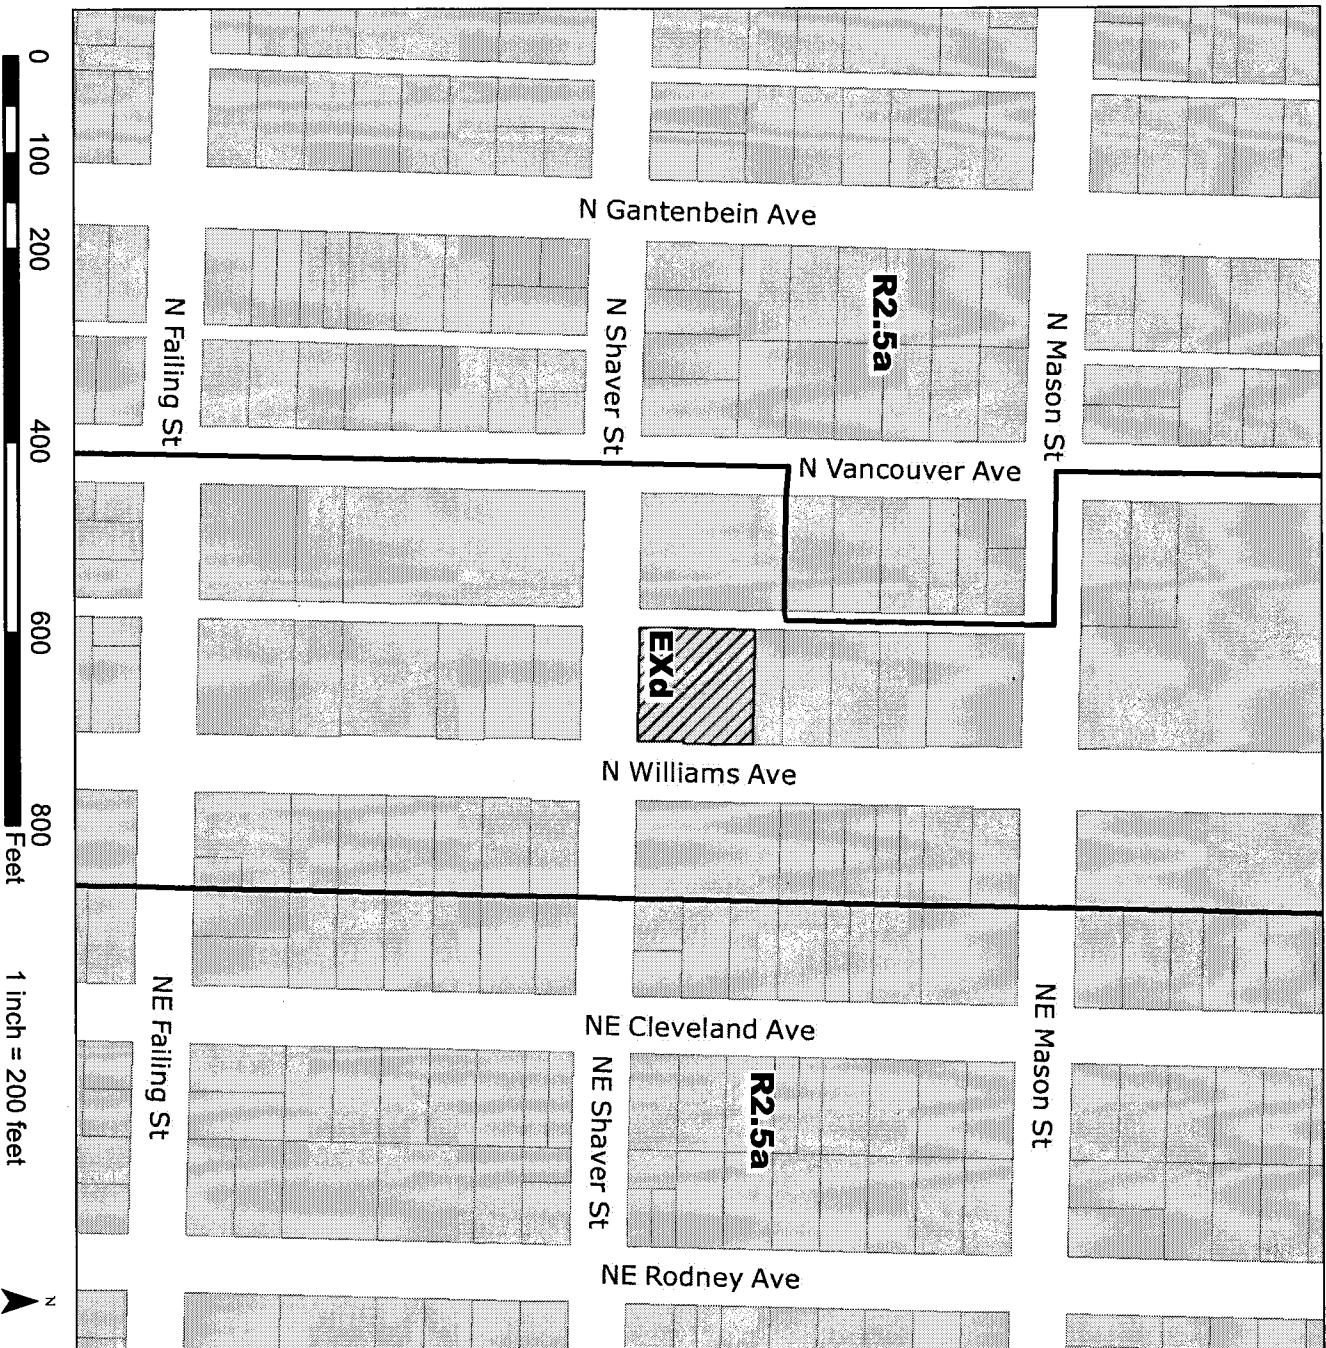 N Gantenbein Ave
R2.5a
N Failing St
N Shaver St
N Mason St
N Vancouver Ave
EXd
N Williams Ave
NE Failing St
NE Cleveland Ave
NE Shaver St
R2.5a
NE Mason St
NE Rodney Ave
0 100 200 400 600 800
Feet
1 inch = 200 feet
N